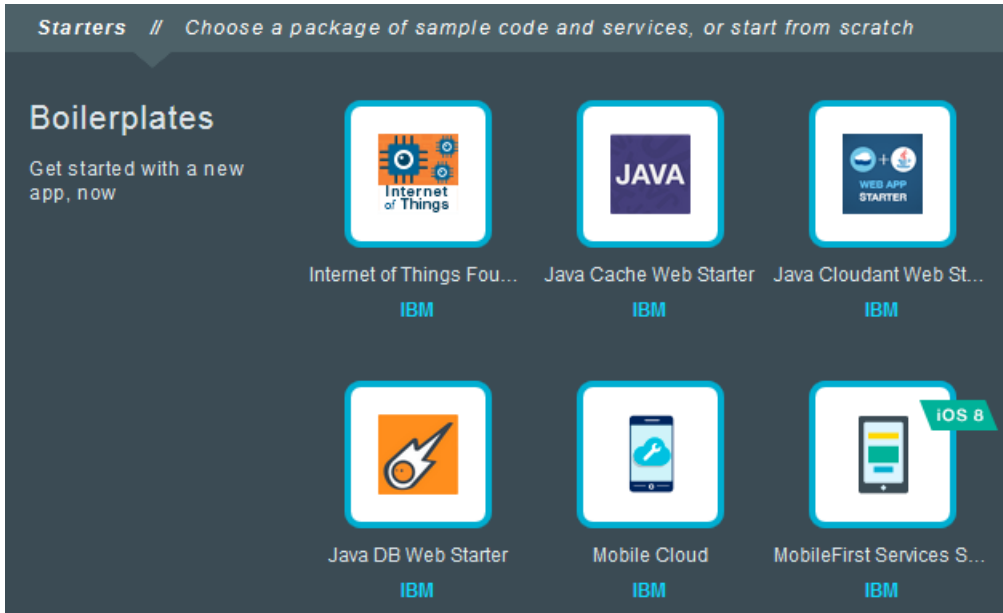 Starters // Choose a package of sample code and services, or start from scratch
Boilerplates
Get started with a new
app, now
Internet
of Things
JAVA
+
WEB APP
STARTER
Internet of Things Fou...
Java Cache Web Starter
Java Cloudant Web St...
IBM
IBM
IBM
iOS 8
Java DB Web Starter
Mobile Cloud
MobileFirst Services S...
IBM
IBM
IBM